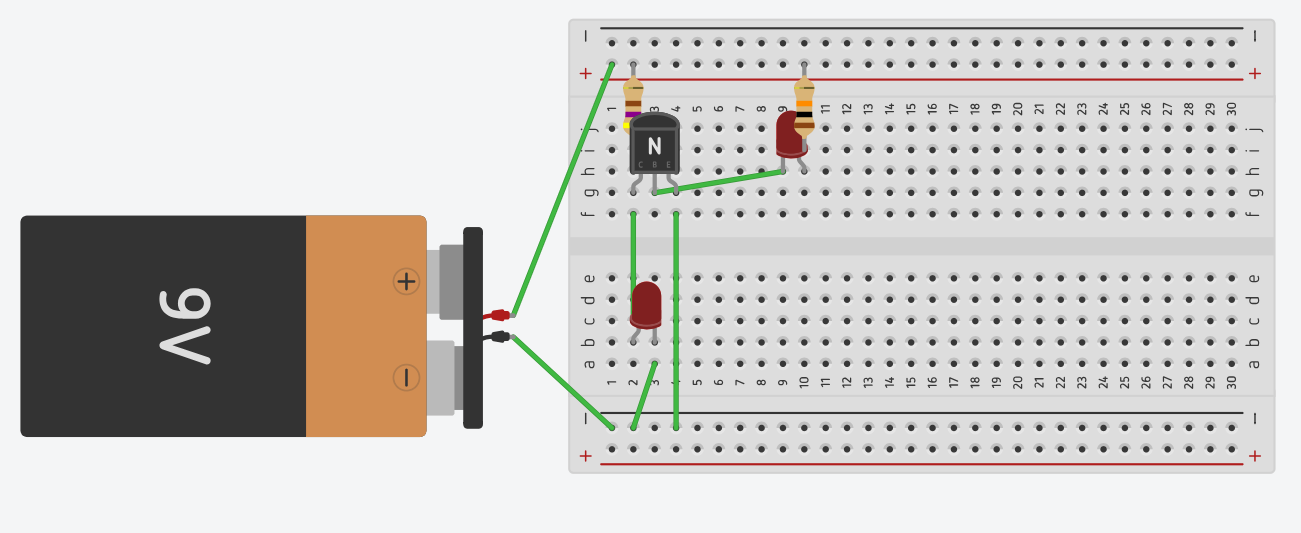 − −
+ +
1 2 3 4 5 6 7 8 9 11 12 13 14 15 16 17 18 19 20 21 22 23 24 25 26 27 28 29 30
j j
i N i
h C B E h
g g
f f
9V
+
−
e e
d d
c c
b b
a a
1 2 3 4 5 6 7 8 9 10 11 12 13 14 15 16 17 18 19 20 21 22 23 24 25 26 27 28 29 30
− −
+ +